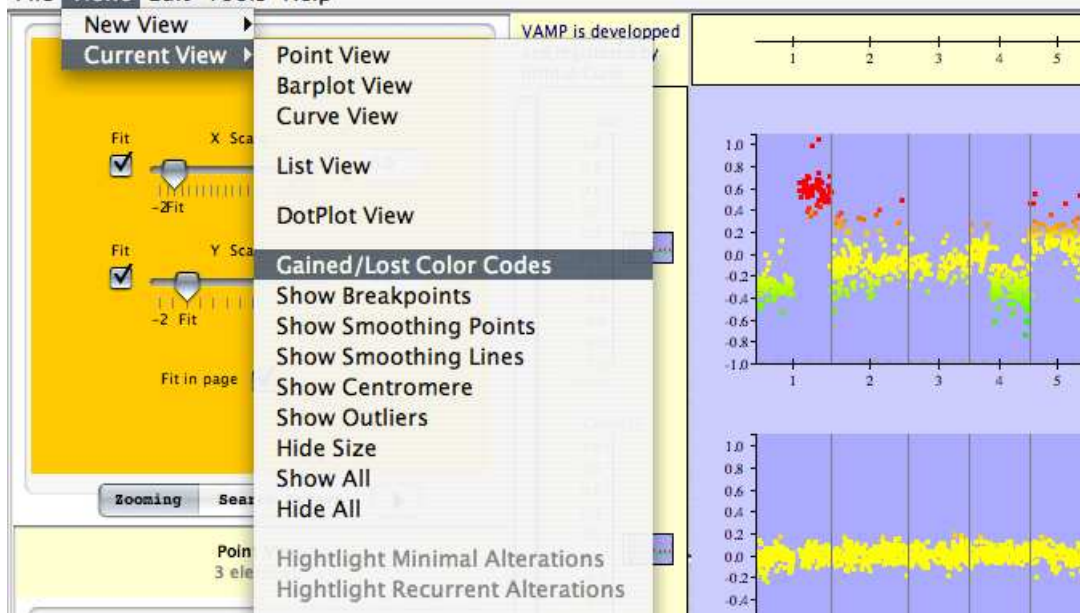 New View
Current View
Point View
Barplot View
Curve View
List View
DotPlot View
Gained/Lost Color Codes
Show Breakpoints
Show Smoothing Points
Show Smoothing Lines
Show Centromere
Show Outliers
Hide Size
Show All
Hide All
Hightlight Minimal Alterations
Hightlight Recurrent Alterations
Fit X Sca
-2 Fit
Fit Y Sca
-2 Fit
Fit in page
Zooming Sear
Poin
3 ele
VAMP is developped
y
1 2 3 4 5
1.0
0.8
0.6
0.4
0.2
0.0
-0.2
-0.4
-0.6
-0.8
-1.0
1 2 3 4 5
1.0
0.8
0.6
0.4
0.2
0.0
-0.2
-0.4